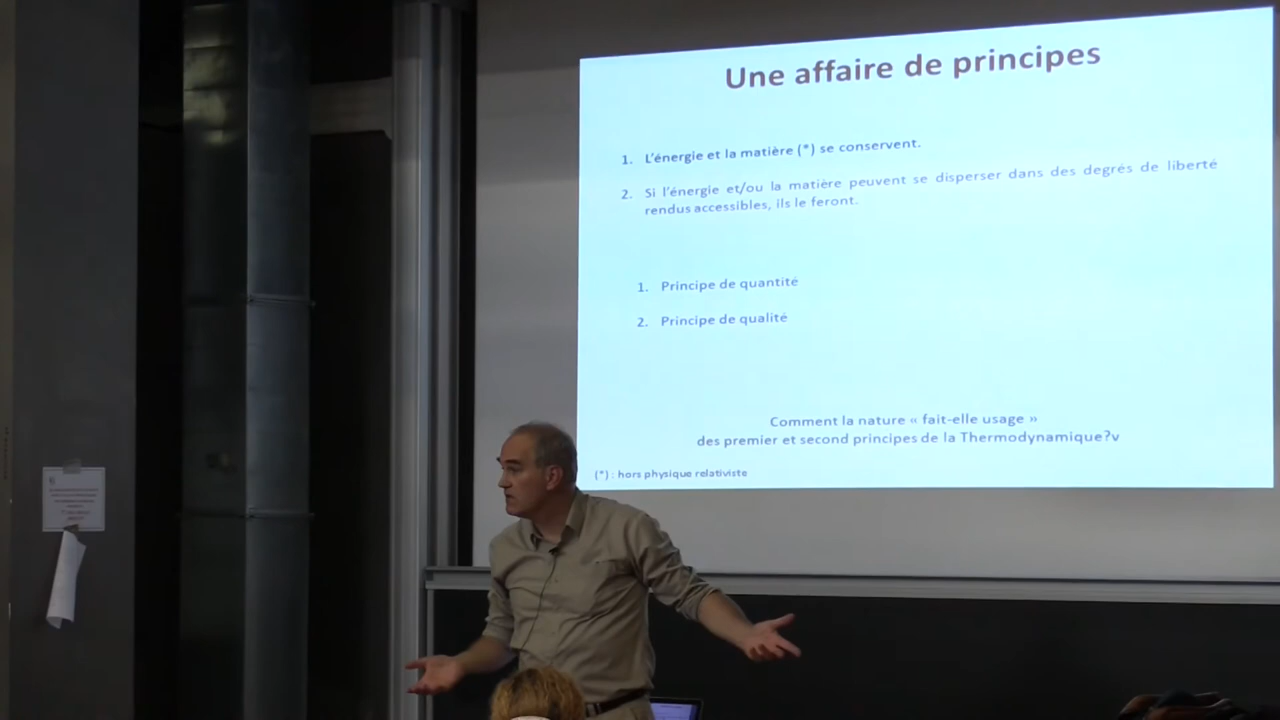 Une affaire de principes
1. L'énergie et la matière (*) se conservent.
2. Si l'énergie et/ou la matière peuvent se disperser dans des degrés de liberté
rendus accessibles, ils le feront.
1. Principe de quantité
2. Principe de qualité
Comment la nature « fait-elle usage »
des premier et second principes de la Thermodynamique?v
(*) : hors physique relativiste